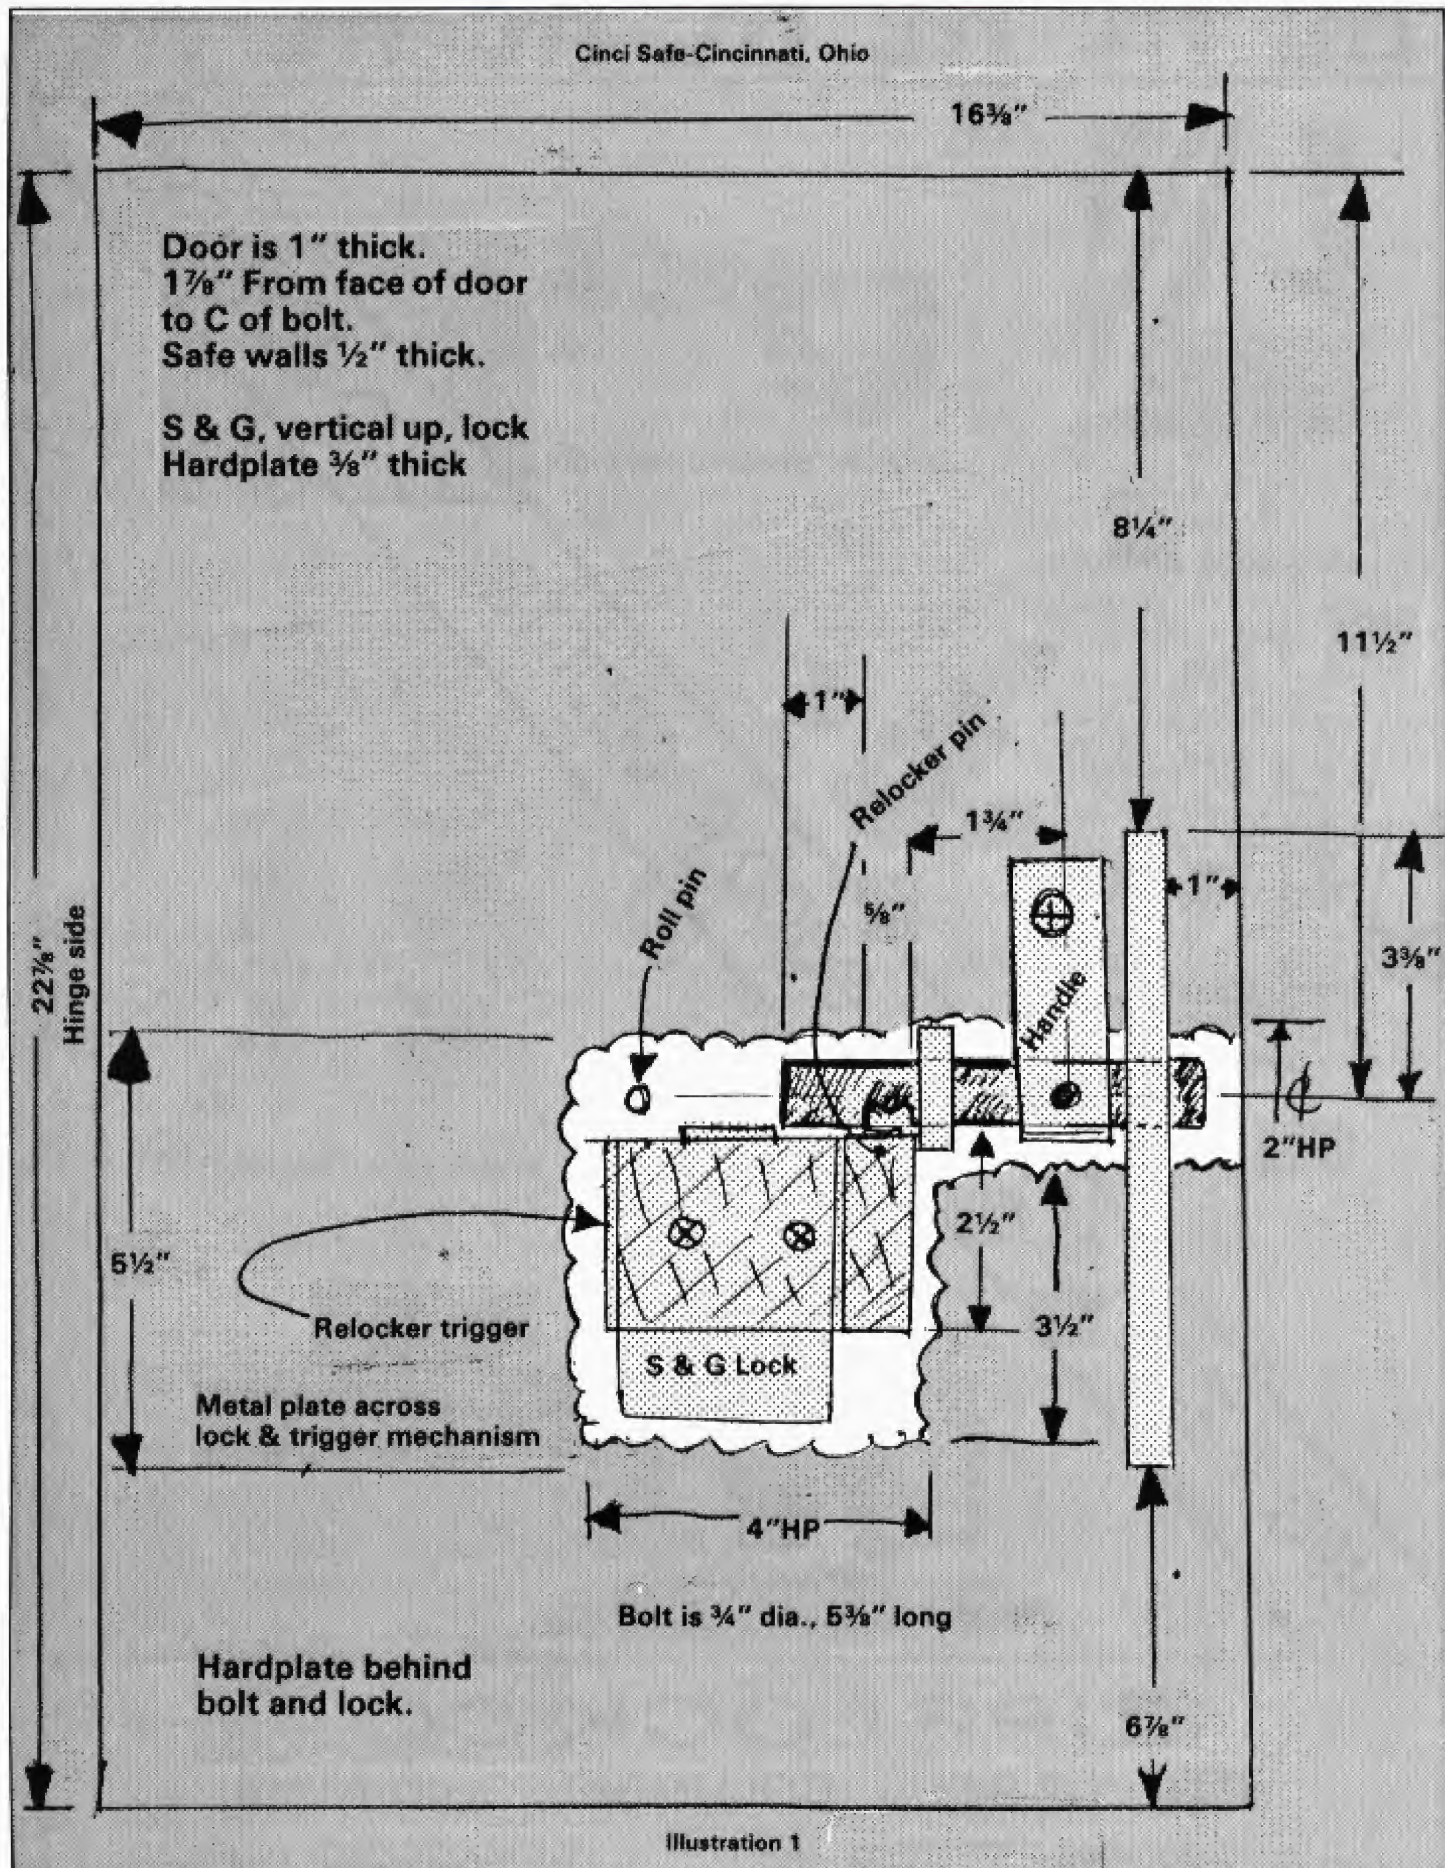 Cinci Safe-Cincinnati, Ohio
16⅜"
Door is 1" thick.
1⅞" From face of door
to C of bolt.
Safe walls ½" thick.
S & G, vertical up, lock
Hardplate ⅜" thick
8¼"
11½"
1"
Relocker pin
1¾"
Roll pin
⅝"
1"
3⅜"
22⅞"
Hinge side
Handle
2"HP
2½"
5½"
Relocker trigger
3½"
S & G Lock
Metal plate across
lock & trigger mechanism
4"HP
Bolt is ¾" dia., 5⅜" long
Hardplate behind
bolt and lock.
6⅞"
Illustration 1